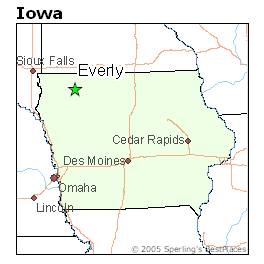 Iowa
Sioux Falls
Everly
Cedar Rapids
Des Moines
Omaha
Lincoln
© 2005 Sperling's BestPlaces